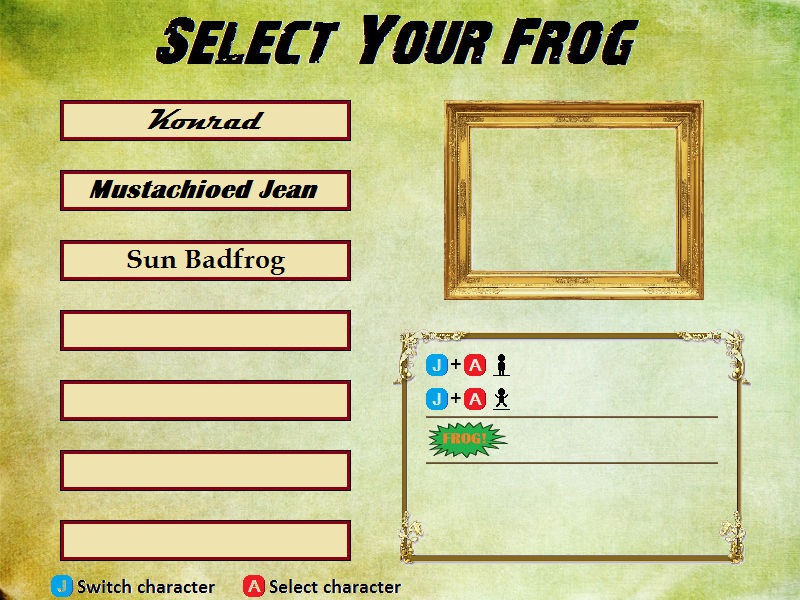 Select Your Frog
Konrad
Mustachioed Jean
Sun Badfrog
J + A
J + A
FROG!
J Switch character A Select character